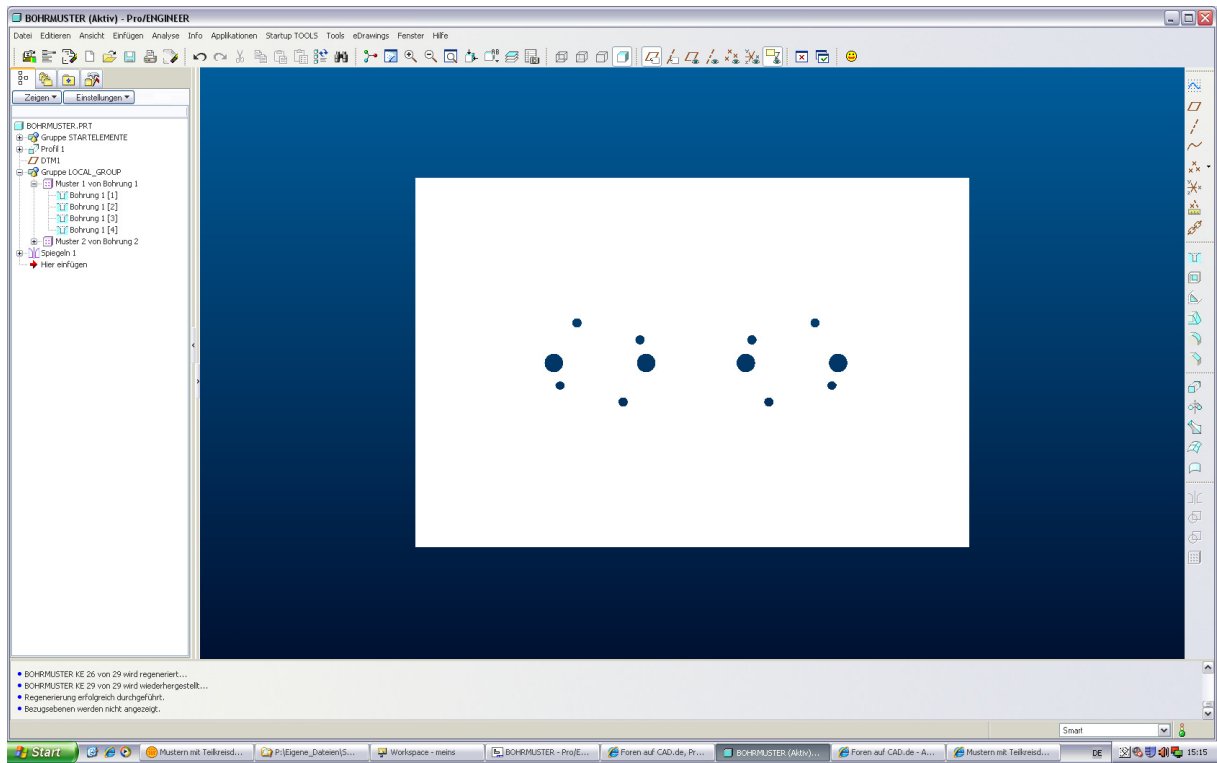 BOHRMUSTER (Aktiv) - Pro/ENGINEER
Datei Editieren Ansicht Einfügen Analyse Info Applikationen Startup TOOLS Tools eDrawings Fenster Hilfe
Zeigen Einstellungen
BOHRMUSTER.PRT
Gruppe STARTELEMENTE
Profil 1
DTM1
Gruppe LOCAL_GROUP
Muster 1 von Bohrung 1
Bohrung 1 [1]
Bohrung 1 [2]
Bohrung 1 [3]
Bohrung 1 [4]
Muster 2 von Bohrung 2
Spiegeln 1
Hier einfügen
BOHRMUSTER KE 26 von 29 wird regeneriert...
BOHRMUSTER KE 29 von 29 wird wiederhergestellt...
Regenerierung erfolgreich durchgeführt.
Bezugsebenen werden nicht angezeigt.
Smart
Start Mustern mit Teilkreisd... P:\Eigene_Dateien\S... Workspace - meins BOHRMUSTER - Pro/E... Foren auf CAD.de, Pr... BOHRMUSTER (Aktiv)... Foren auf CAD.de - A... Mustern mit Teilkreisd... DE 15:15